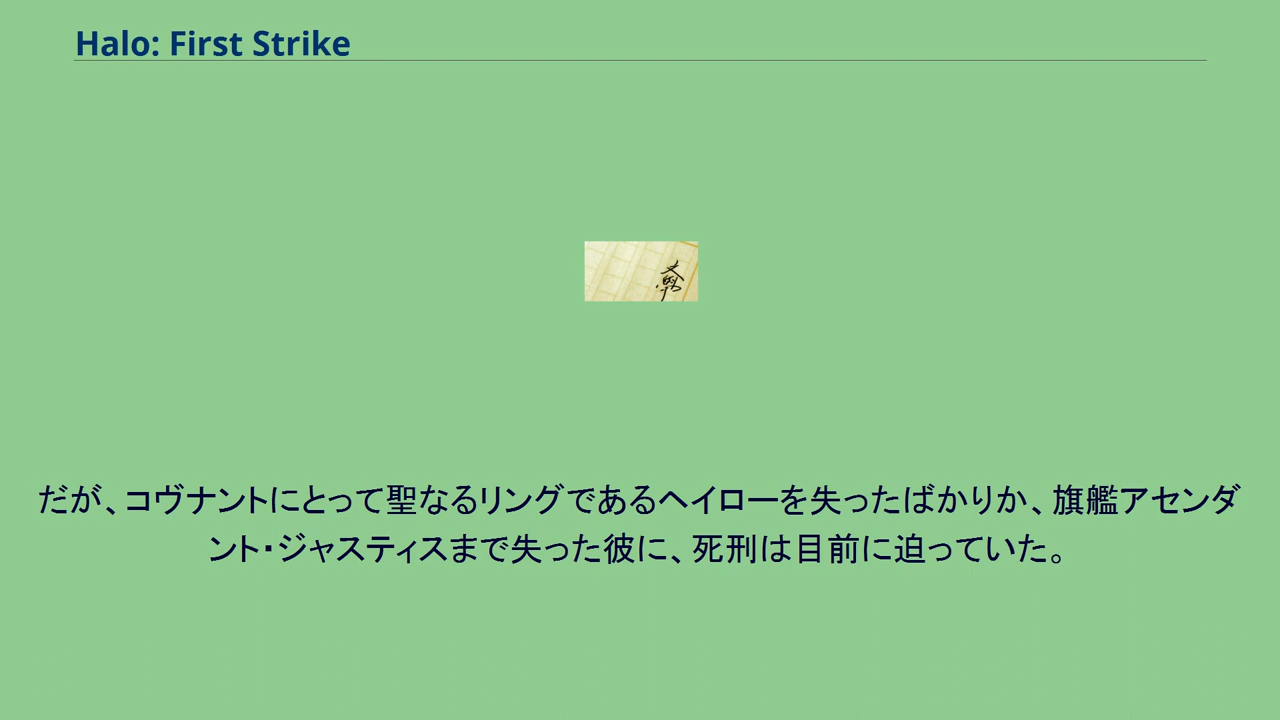 Halo: First Strike
だが、コヴナントにとって聖なるリングであるヘイローを失ったばかりか、旗艦アセンダ
ント・ジャスティスまで失った彼に、死刑は目前に迫っていた。